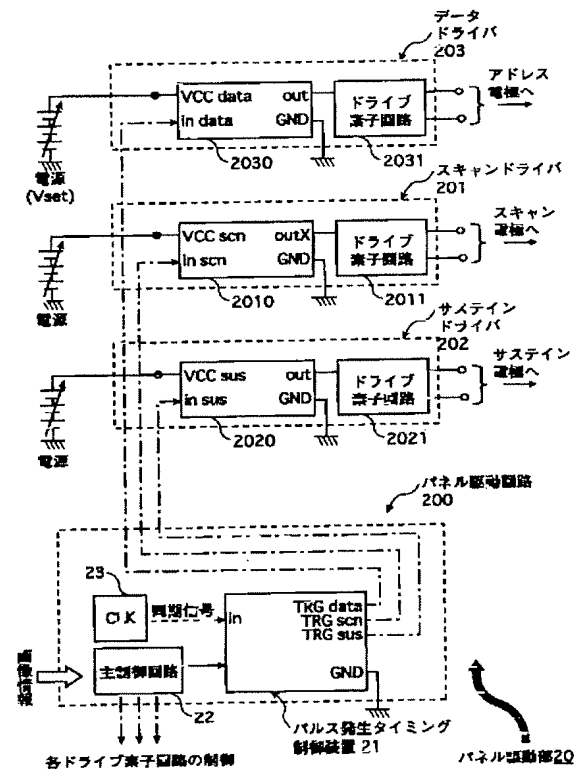 データ
ドライバ
203
VCC data
out
in data
GND
ドライブ
素子回路
アドレス
電極へ
電源
(Vset)
2030
2031
スキャンドライバ
201
VCC scn
outX
in scn
GND
ドライブ
素子回路
スキャン
電極へ
電源
2010
2011
サステイン
ドライバ
202
VCC sus
out
in sus
GND
ドライブ
素子回路
サステイン
電極へ
電源
2020
2021
パネル駆動回路
200
23
CLK
同期信号
in
TRG data
TRG scn
TRG sus
GND
主制御回路
22
パルス発生タイミング
制御装置 21
各ドライブ素子回路の制御
パネル駆動部20